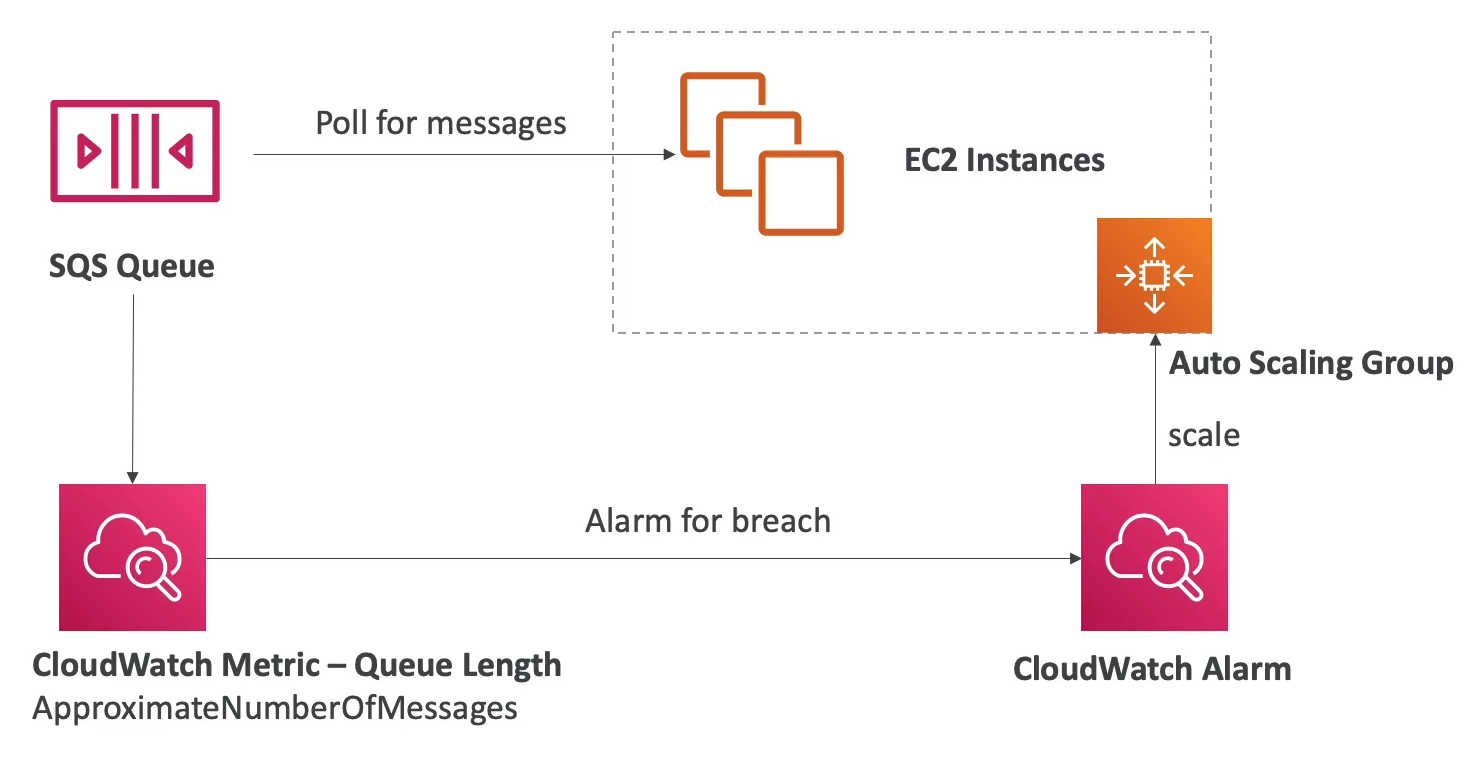 Poll for messages
EC2 Instances
SQS Queue
Auto Scaling Group
scale
Alarm for breach
CloudWatch Metric – Queue Length
ApproximateNumberOfMessages
CloudWatch Alarm